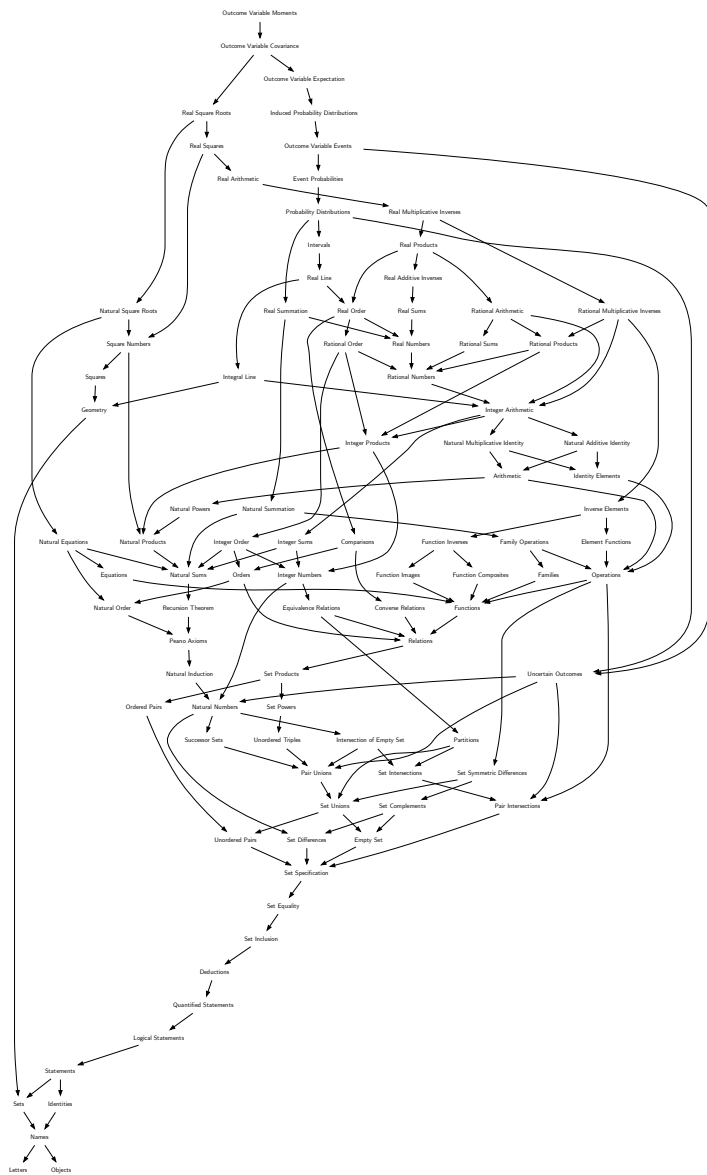 Outcome Variable Moments
Outcome Variable Covariance
Outcome Variable Expectation
Real Square Roots
Induced Probability Distributions
Real Squares
Outcome Variable Events
Real Arithmetic
Event Probabilities
Probability Distributions
Real Multiplicative Inverses
Intervals
Real Products
Real Line
Real Additive Inverses
Natural Square Roots
Real Summation
Real Order
Real Sums
Rational Arithmetic
Rational Multiplicative Inverses
Square Numbers
Rational Order
Real Numbers
Rational Sums
Rational Products
Squares
Integral Line
Rational Numbers
Geometry
Integer Arithmetic
Integer Products
Natural Multiplicative Identity
Natural Additive Identity
Arithmetic
Identity Elements
Natural Powers
Natural Summation
Inverse Elements
Natural Equations
Natural Products
Integer Order
Integer Sums
Comparisons
Function Inverses
Family Operations
Element Functions
Equations
Natural Sums
Orders
Integer Numbers
Function Images
Function Composites
Families
Operations
Natural Order
Recursion Theorem
Equivalence Relations
Converse Relations
Functions
Peano Axioms
Relations
Natural Induction
Set Products
Uncertain Outcomes
Ordered Pairs
Natural Numbers
Set Powers
Successor Sets
Unordered Triples
Intersection of Empty Set
Partitions
Pair Unions
Set Intersections
Set Symmetric Differences
Set Unions
Set Complements
Pair Intersections
Unordered Pairs
Set Differences
Empty Set
Set Specification
Set Equality
Set Inclusion
Deductions
Quantified Statements
Logical Statements
Statements
Sets
Identities
Names
Letters
Objects